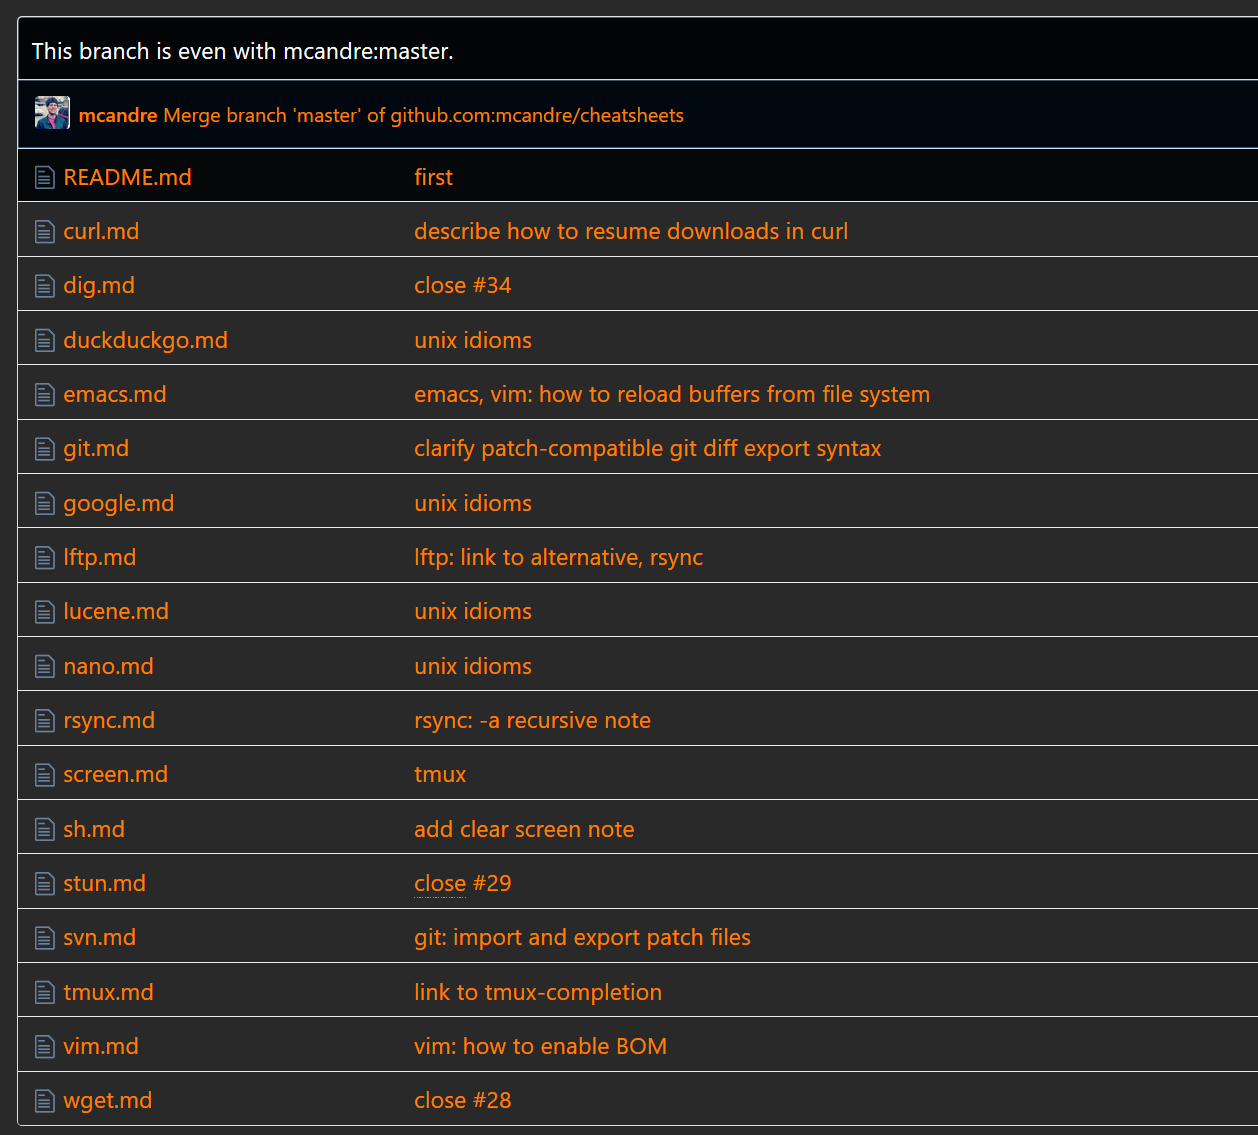 This branch is even with mcandre:master.
mcandre Merge branch 'master' of github.com:mcandre/cheatsheets
README.md first
curl.md describe how to resume downloads in curl
dig.md close #34
duckduckgo.md unix idioms
emacs.md emacs, vim: how to reload buffers from file system
git.md clarify patch-compatible git diff export syntax
google.md unix idioms
lftp.md lftp: link to alternative, rsync
lucene.md unix idioms
nano.md unix idioms
rsync.md rsync: -a recursive note
screen.md tmux
sh.md add clear screen note
stun.md close #29
svn.md git: import and export patch files
tmux.md link to tmux-completion
vim.md vim: how to enable BOM
wget.md close #28